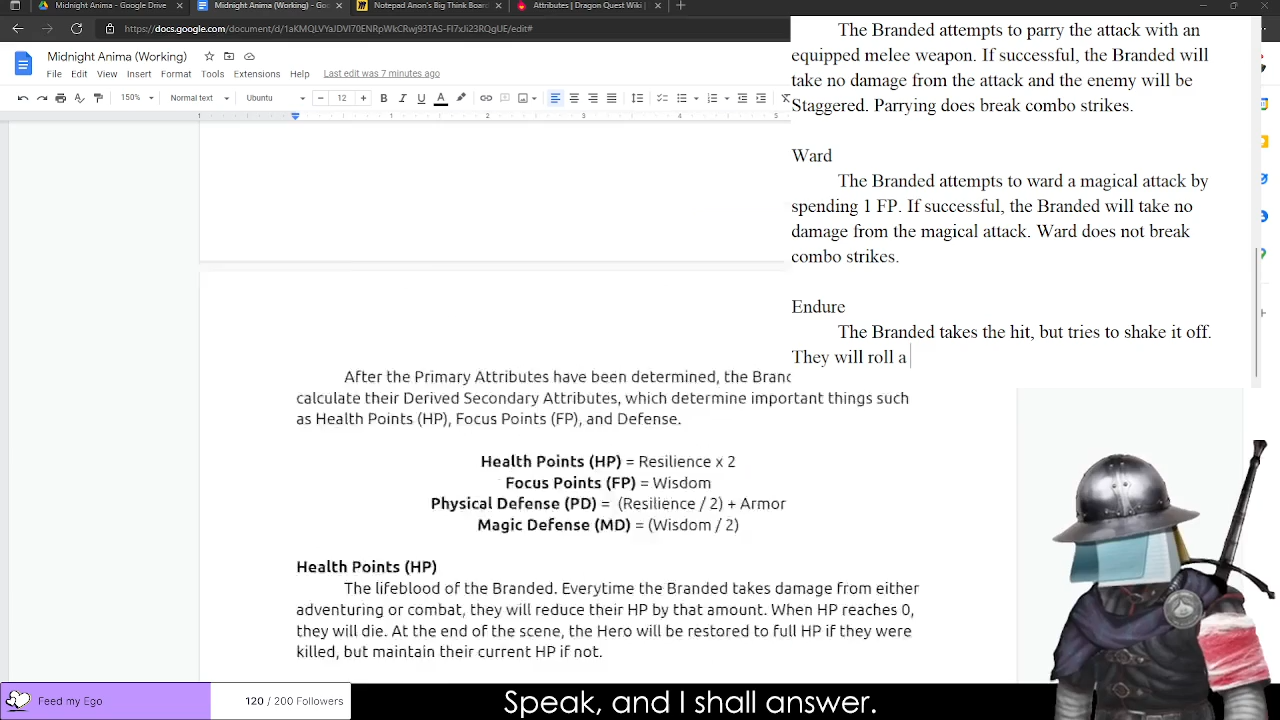 Midnight Anima - Google Drive
Midnight Anima (Working) - Goo
Notepad Anon's Big Think Board
Attributes | Dragon Quest Wiki |
https://docs.google.com/document/d/
Midnight Anima (Working)
File Edit View Insert Format Tools Extensions Help Last edit was 7 minutes ago
150% Normal text Ubuntu 12 B I U A
1 1 2 3 4 5
The Branded attempts to parry the attack with an
equipped melee weapon. If successful, the Branded will
take no damage from the attack and the enemy will be
Staggered. Parrying does break combo strikes.
Ward
The Branded attempts to ward a magical attack by
spending 1 FP. If successful, the Branded will take no
damage from the magical attack. Ward does not break
combo strikes.
Endure
The Branded takes the hit, but tries to shake it off.
They will roll a
After the Primary Attributes have been determined, the Brand
calculate their Derived Secondary Attributes, which determine important things such
as Health Points (HP), Focus Points (FP), and Defense.
Health Points (HP) = Resilience x 2
Focus Points (FP) = Wisdom
Physical Defense (PD) = (Resilience / 2) + Armor
Magic Defense (MD) = (Wisdom / 2)
Health Points (HP)
The lifeblood of the Branded. Everytime the Branded takes damage from either
adventuring or combat, they will reduce their HP by that amount. When HP reaches 0,
they will die. At the end of the scene, the Hero will be restored to full HP if they were
killed, but maintain their current HP if not.
Feed my Ego
120 / 200 Followers
Speak, and I shall answer.